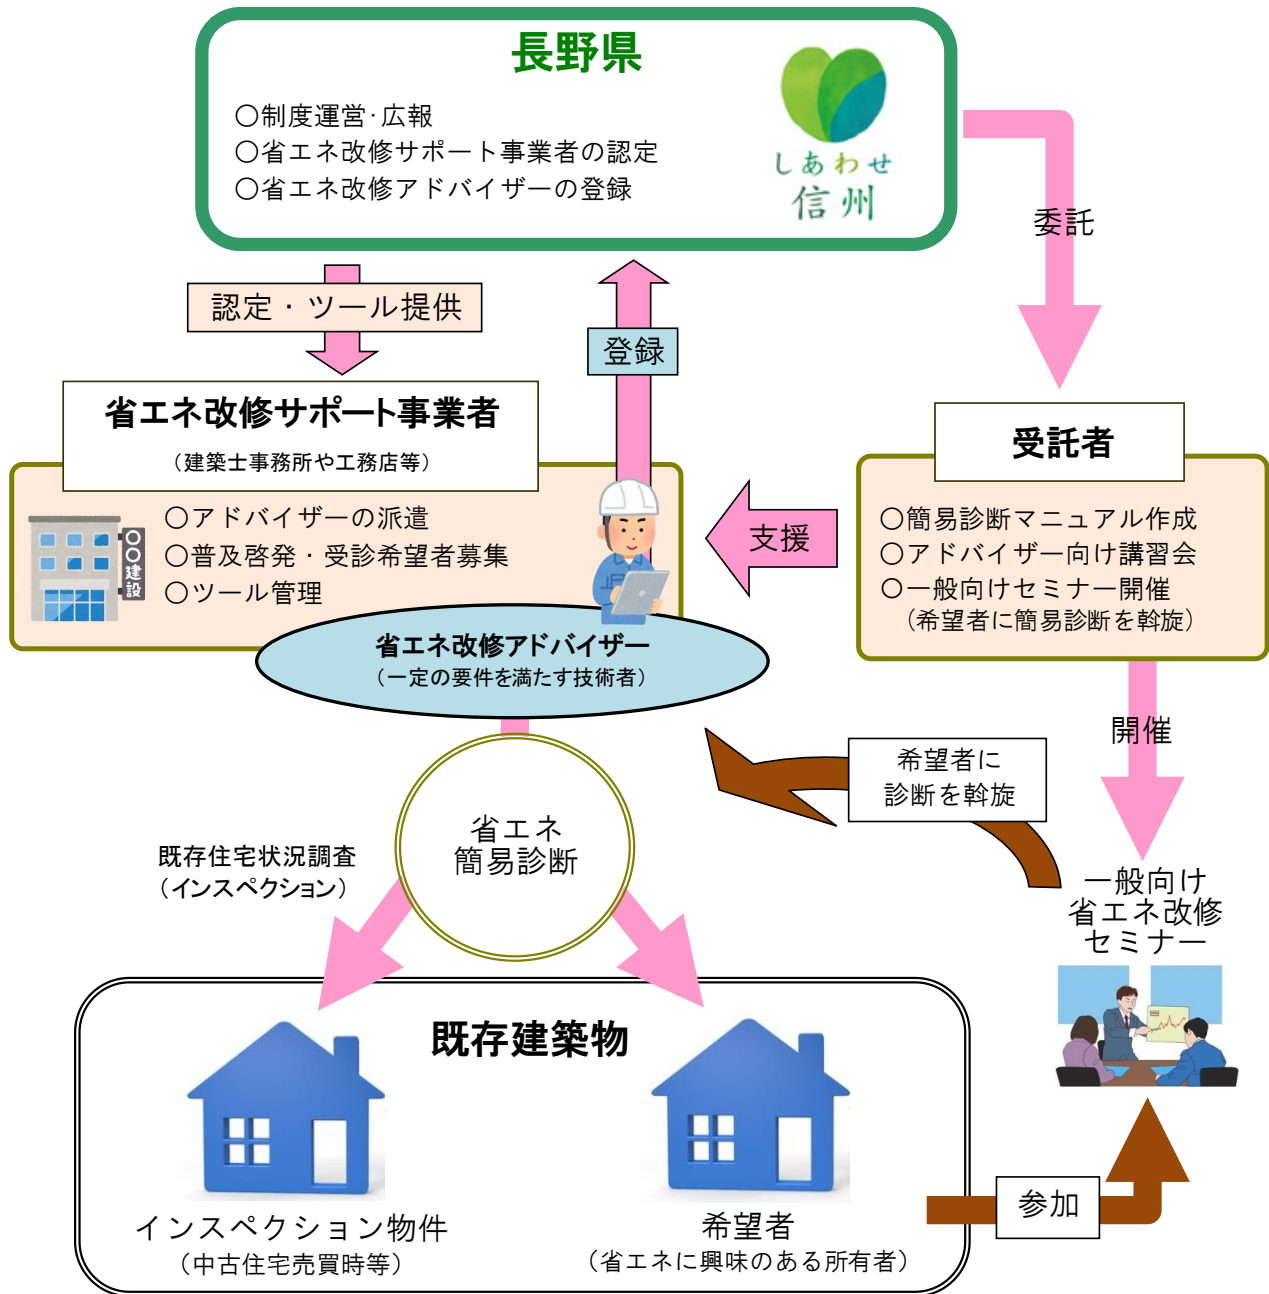 長野県
○制度運営・広報
○省エネ改修サポート事業者の認定
○省エネ改修アドバイザーの登録
しあわせ
信州
委託
認定・ツール提供
登録
省エネ改修サポート事業者
（建築士事務所や工務店等）
○アドバイザーの派遣
○普及啓発・受診希望者募集
○ツール管理
○○建設
支援
受託者
○簡易診断マニュアル作成
○アドバイザー向け講習会
○一般向けセミナー開催
（希望者に簡易診断を斡旋）
省エネ改修アドバイザー
（一定の要件を満たす技術者）
開催
希望者に
診断を斡旋
省エネ
簡易診断
既存住宅状況調査
（インスペクション）
一般向け
省エネ改修
セミナー
既存建築物
インスペクション物件
（中古住宅売買時等）
希望者
（省エネに興味のある所有者）
参加